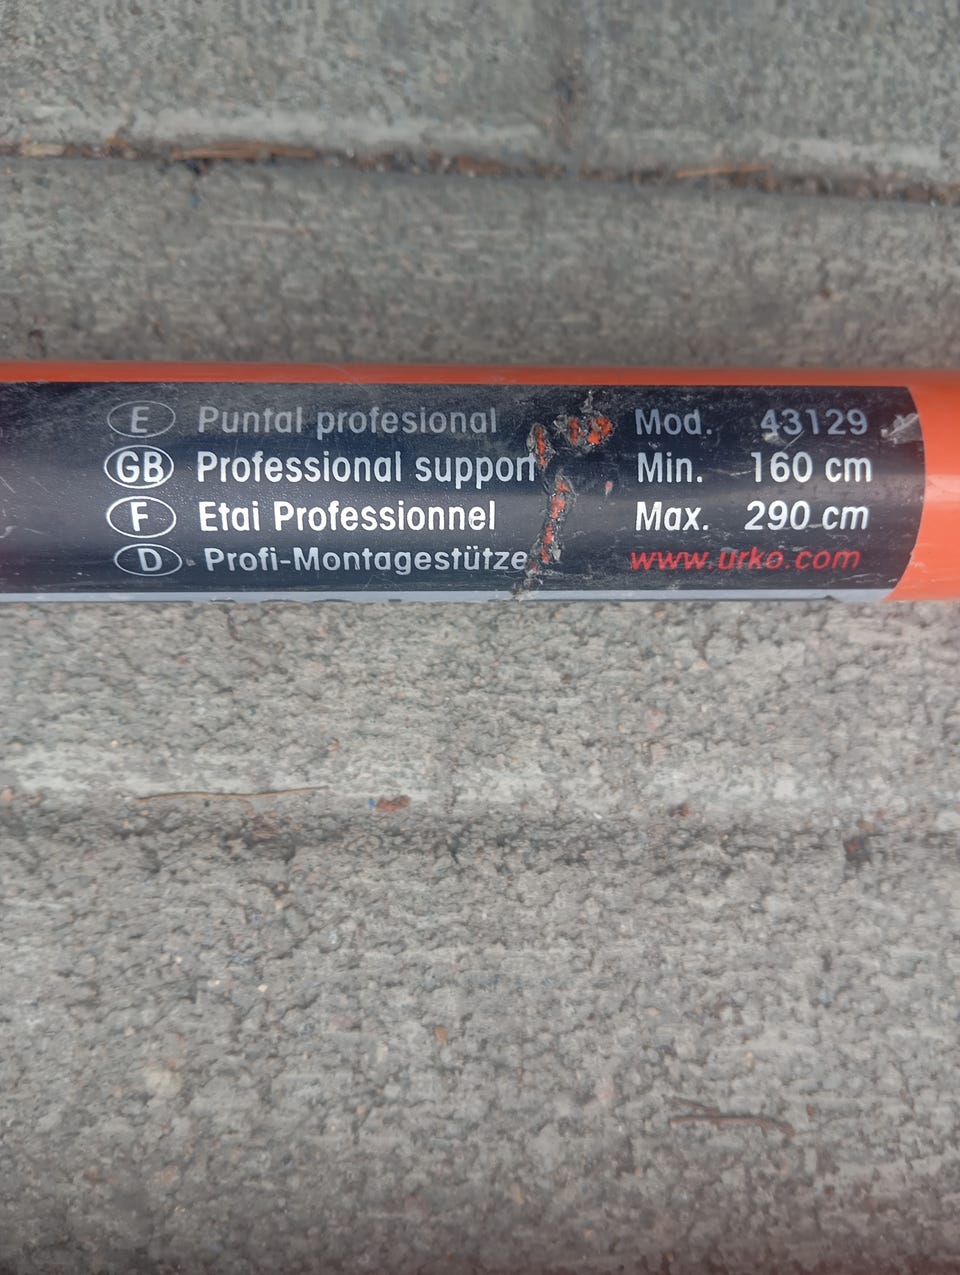 E Puntal profesional Mod. 43129
GB Professional support Min. 160 cm
F Etai Professionnel Max. 290 cm
D Profi-Montagestütze www.urko.com